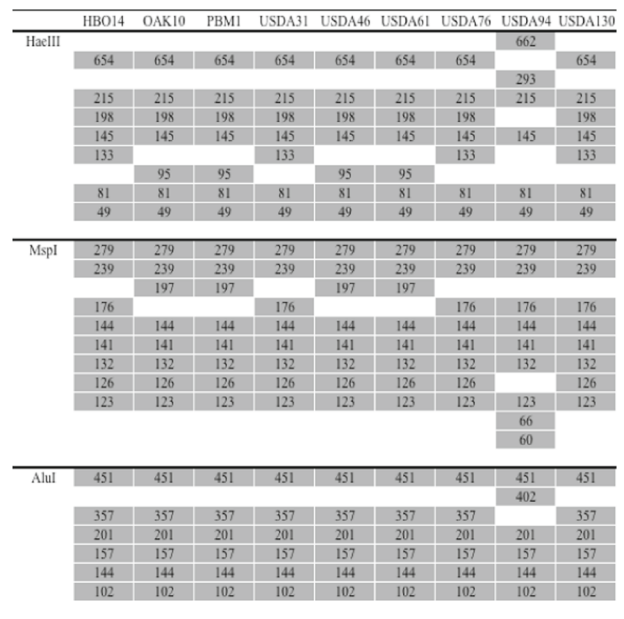 HBO14 OAK10 PBM1 USDA31 USDA46 USDA61 USDA76 USDA94 USDA130
HaeIII 662
654 654 654 654 654 654 654 654
293
215 215 215 215 215 215 215 215 215
198 198 198 198 198 198 198 198
145 145 145 145 145 145 145 145 145
133 133 133 133
95 95 95 95
81 81 81 81 81 81 81 81 81
49 49 49 49 49 49 49 49 49
MspI 279 279 279 279 279 279 279 279 279
239 239 239 239 239 239 239 239 239
197 197 197 197
176 176 176 176 176
144 144 144 144 144 144 144 144 144
141 141 141 141 141 141 141 141 141
132 132 132 132 132 132 132 132 132
126 126 126 126 126 126 126 126
123 123 123 123 123 123 123 123 123
66
60
AluI 451 451 451 451 451 451 451 451 451
402
357 357 357 357 357 357 357 357
201 201 201 201 201 201 201 201 201
157 157 157 157 157 157 157 157 157
144 144 144 144 144 144 144 144 144
102 102 102 102 102 102 102 102 102